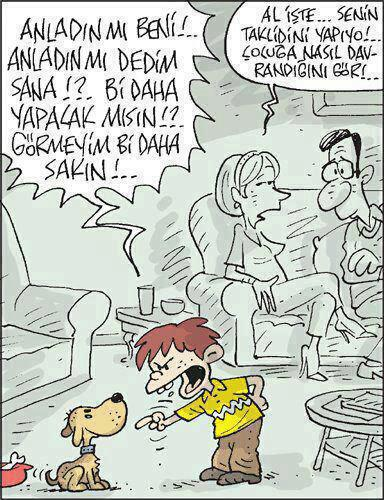 ANLADIN MI BENİ!..
ANLADIN MI DEDİM
SANA!?. Bİ DAHA
YAPACAK MISIN!?
GÖRMEYİM Bİ DAHA
SAKIN!...
AL İŞTE... SENİN
TAKLİDİNİ YAPIYO!...
ÇOCUĞA NASIL DAV-
RANDIĞINI GÖR!..